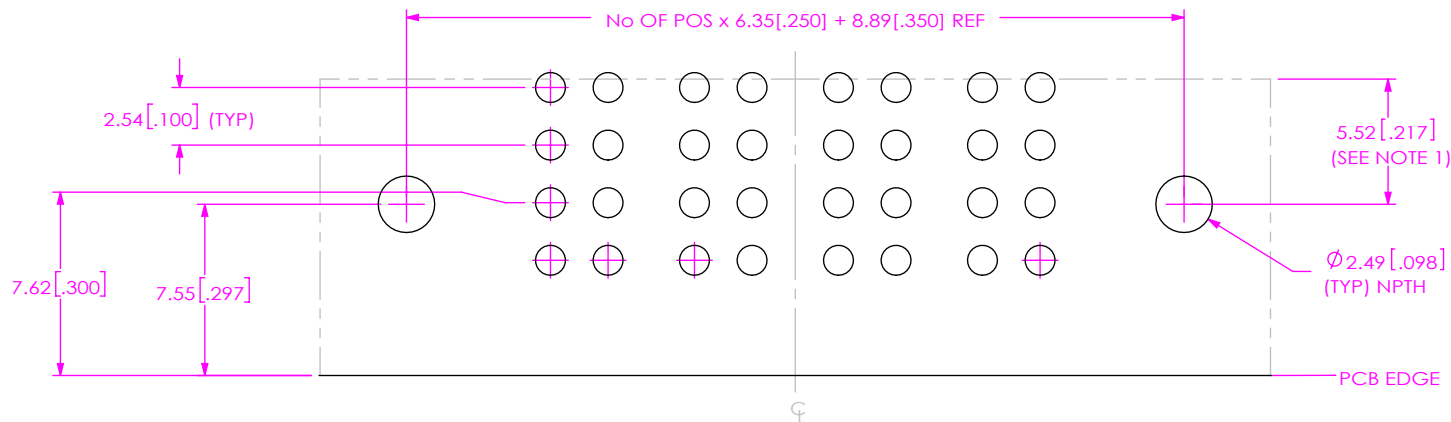 No OF POS x 6.35[.250] + 8.89[.350] REF
2.54[.100] (TYP)
5.52[.217]
(SEE NOTE 1)
7.62[.300]
7.55[.297]
Ø2.49[.098]
(TYP) NPTH
PCB EDGE
℄